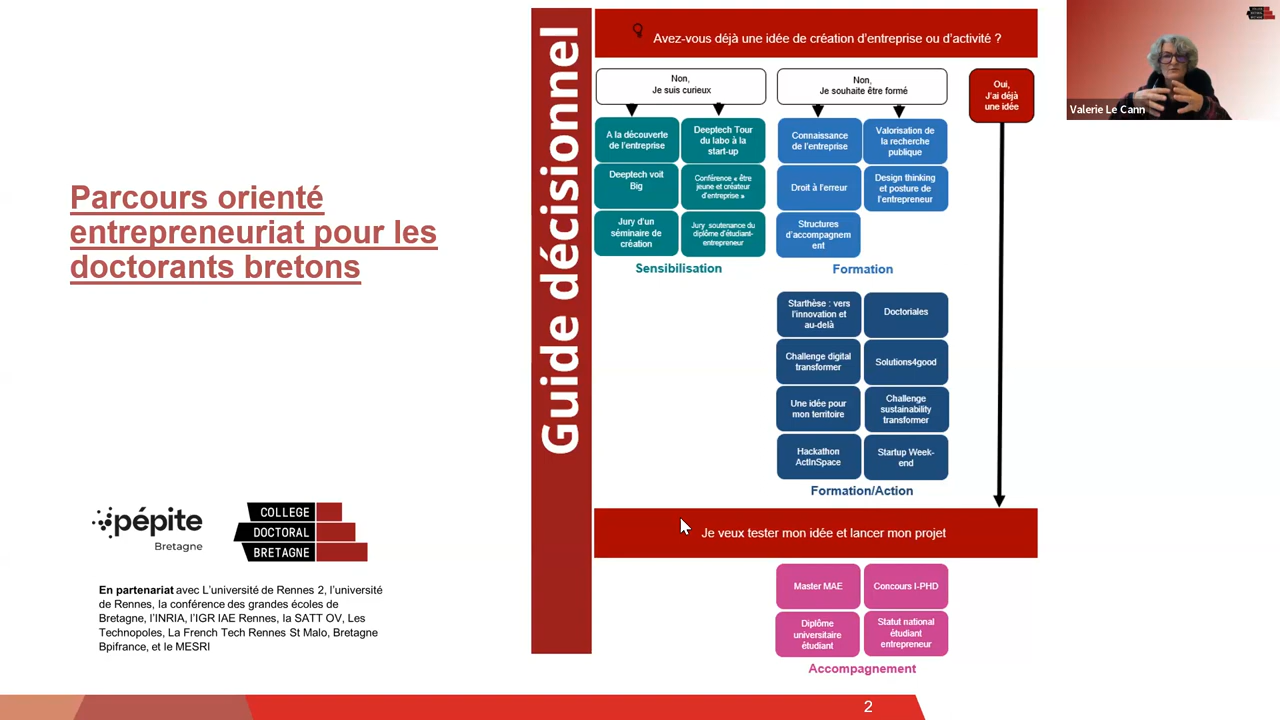 Parcours orienté
entrepreneuriat pour les
doctorants bretons
pépite
Bretagne
COLLEGE
DOCTORAL
BRETAGNE
En partenariat avec L'université de Rennes 2, l'université
de Rennes, la conférence des grandes écoles de
Bretagne, l'INRIA, l'IGR IAE Rennes, la SATT OV, Les
Technopoles, La French Tech Rennes St Malo, Bretagne
Bpifrance, et le MESRI
Guide décisionnel
Avez-vous déjà une idée de création d'entreprise ou d'activité ?
Non,
Je suis curieux
Non,
Je souhaite être formé
Oui,
J'ai déjà
une idée
A la découverte
de l'entreprise
Deeptech Tour
du labo à la
start-up
Deeptech voit
Big
Conférence « être
jeune et créateur
d'entreprise »
Jury d'un
séminaire de
création
Jury soutenance du
diplôme d'étudiant-
entrepreneur
Sensibilisation
Connaissance
de l'entreprise
Valorisation de
la recherche
publique
Droit à l'erreur
Design thinking
et posture de
l'entrepreneur
Structures
d'accompagnem
ent
Formation
Starthèse : vers
l'innovation et
au-delà
Doctoriales
Challenge digital
transformer
Solutions4good
Une idée pour
mon territoire
Challenge
sustainability
transformer
Hackathon
ActInSpace
Startup Week-
end
Formation/Action
Je veux tester mon idée et lancer mon projet
Master MAE
Concours I-PHD
Diplôme
universitaire
étudiant
Statut national
étudiant
entrepreneur
Accompagnement
2
Valerie Le Cann
COLLEGE
DOCTORAL
BRETAGNE